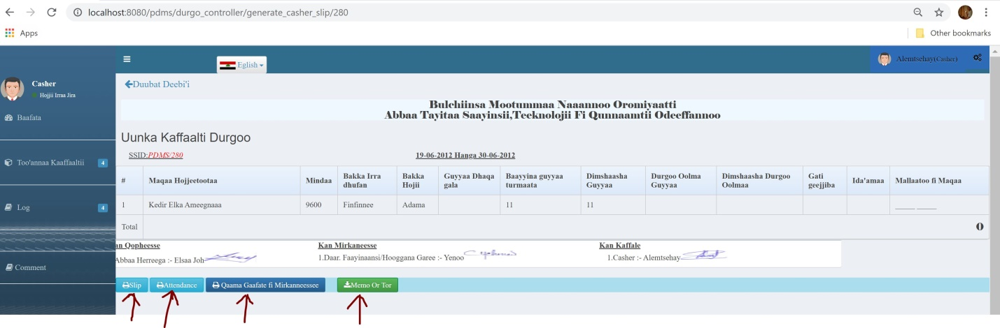 localhost:8080/pdms/durgo_controller/generate_casher_slip/280
Apps
Other bookmarks
Eglish
Alemtsehay(Casher)
Casher
Hojjii Irraa Jira
Baafata
Too'annaa Kaaffaaltii 4
Log 4
Comment
Duubat Deebi'i
Bulchiinsa Mootummaa Naaannoo Oromiyaatti
Abbaa Tayitaa Saayinsii,Teeknolojii Fi Qunnaamtii Odeeffannoo
Uunka Kaffaalti Durgoo
SSID:PDMS/280 19-06-2012 Hanga 30-06-2012
# Maqaa Hojjeetootaa Mindaa Bakka Irra dhufan Bakka Hojii Guyyaa Dhaqa gala Baayyina guyyaa turmaata Dimshaasha Guyyaa Durgoo Oolma Guyyaa Dimshaasha Durgoo Oolmaa Gati geejjiba Ida'amaa Mallaatoo fi Maqaa
1 Kedir Elka Ameegnaaa 9600 Finfinnee Adama 11 11 _____ _____
Total 0
an Qopheesse Kan Mirkaneesse Kan Kaffale
Abbaa Herreega :- Elsaa Joh 1.Daar. Faayinaansi/Hooggana Garee :- Yenoo 1.Casher :- Alemtsehay
Slip Attendance Qaama Gaafate fi Mirkanneessee Memo Or Tor